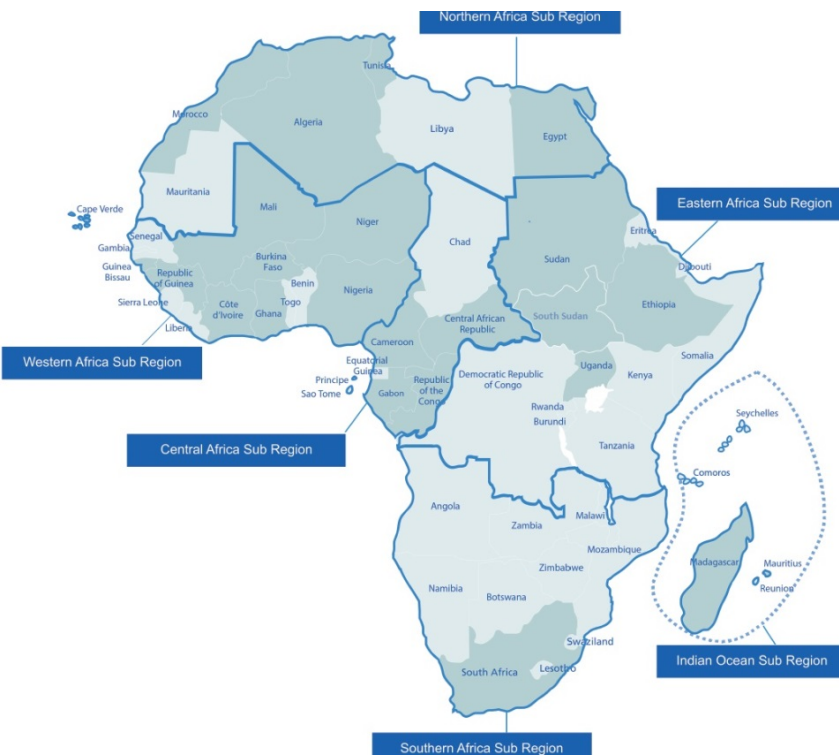 Northern Africa Sub Region
Tunisia
Morocco
Algeria
Libya
Egypt
Mauritania
Eastern Africa Sub Region
Cape Verde
Mali
Niger
Chad
Sudan
Eritrea
Senegal
Gambia
Djibouti
Guinea
Bissau
Republic
of Guinea
Burkina
Faso
Benin
Nigeria
Ethiopia
Sierra Leone
Côte
d'Ivoire
Ghana
Togo
Central African
Republic
South Sudan
Liberia
Cameroon
Somalia
Western Africa Sub Region
Equatorial
Guinea
Uganda
Kenya
Principe
Sao Tome
Gabon
Republic
of the
Congo
Democratic Republic
of Congo
Rwanda
Burundi
Seychelles
Central Africa Sub Region
Tanzania
Comoros
Angola
Zambia
Malawi
Mozambique
Zimbabwe
Madagascar
Mauritius
Reunion
Namibia
Botswana
Swaziland
South Africa
Lesotho
Indian Ocean Sub Region
Southern Africa Sub Region